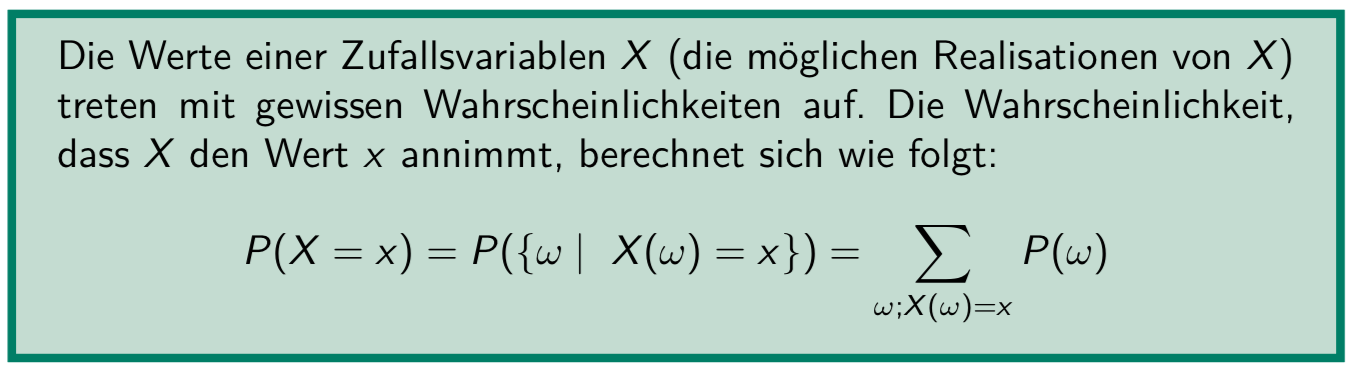 Die Werte einer Zufallsvariablen X (die möglichen Realisationen von X)
treten mit gewissen Wahrscheinlichkeiten auf. Die Wahrscheinlichkeit,
dass X den Wert x annimmt, berechnet sich wie folgt:
P(X = x) = P({ω | X(ω) = x}) = ∑ P(ω)
ω;X(ω)=x